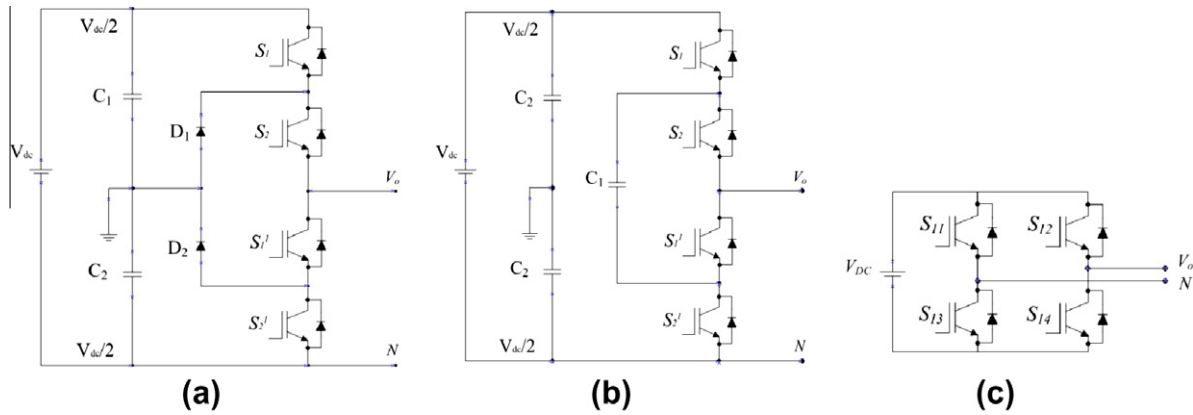 Vdc/2
C1
Vdc
D1
D2
C2
Vdc/2
S1
S2
S1'
S2'
Vo
N
(a)
Vdc/2
C2
Vdc
C1
C2
Vdc/2
S1
S2
S1'
S2'
Vo
N
(b)
VDC
S11
S12
S13
S14
Vo
N
(c)